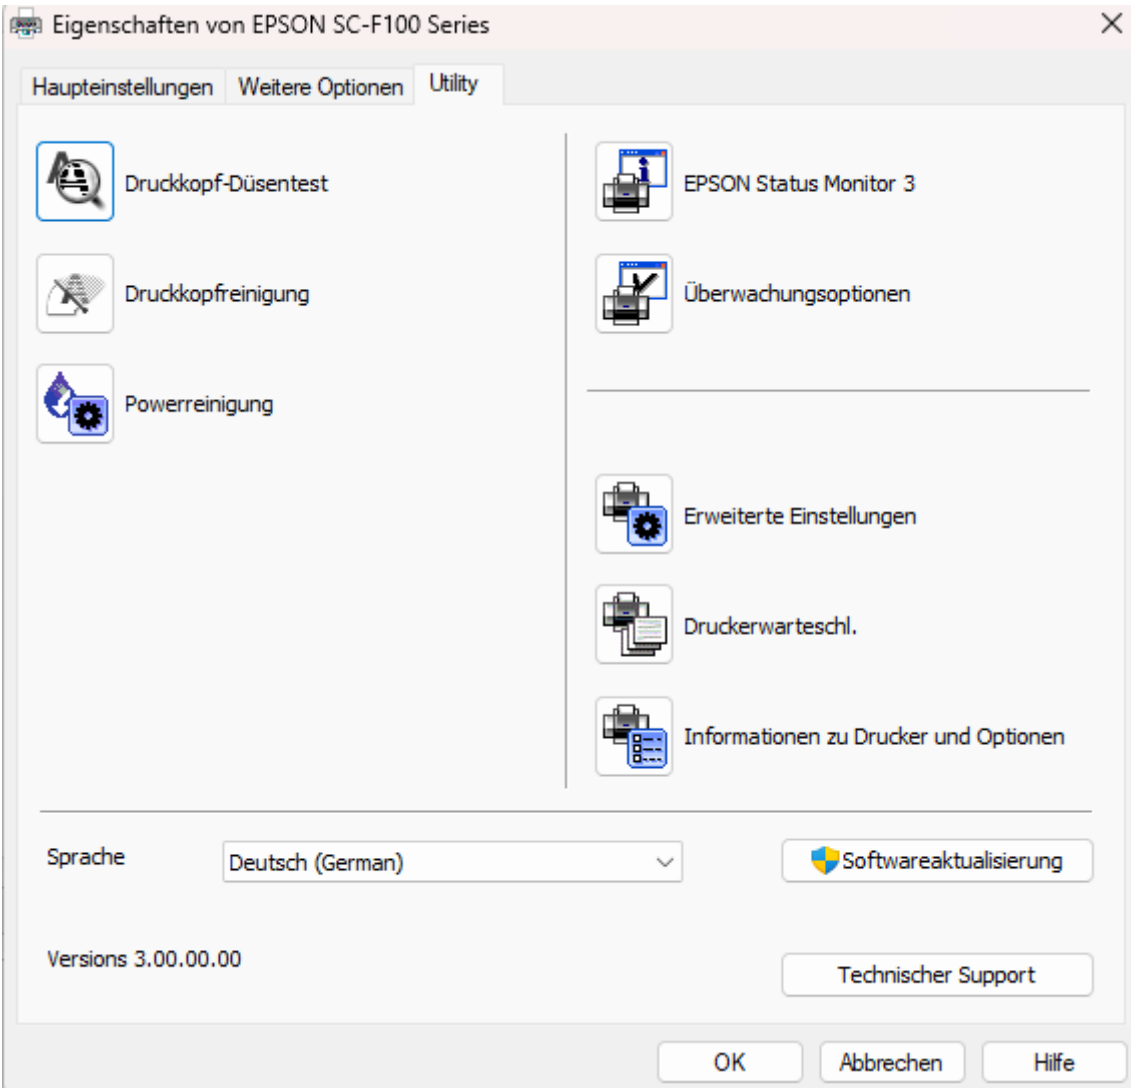 Eigenschaften von EPSON SC-F100 Series
Haupteinstellungen
Weitere Optionen
Utility
Druckkopf-Düsentest
Druckkopfreinigung
Powerreinigung
EPSON Status Monitor 3
Überwachungsoptionen
Erweiterte Einstellungen
Druckerwarteschl.
Informationen zu Drucker und Optionen
Sprache
Deutsch (German)
Softwareaktualisierung
Versions 3.00.00.00
Technischer Support
OK
Abbrechen
Hilfe